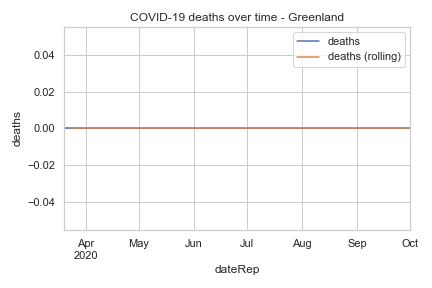 COVID-19 deaths over time - Greenland
deaths
deaths (rolling)
0.04
0.02
0.00
−0.02
−0.04
deaths
Apr May Jun Jul Aug Sep Oct
2020
dateRep